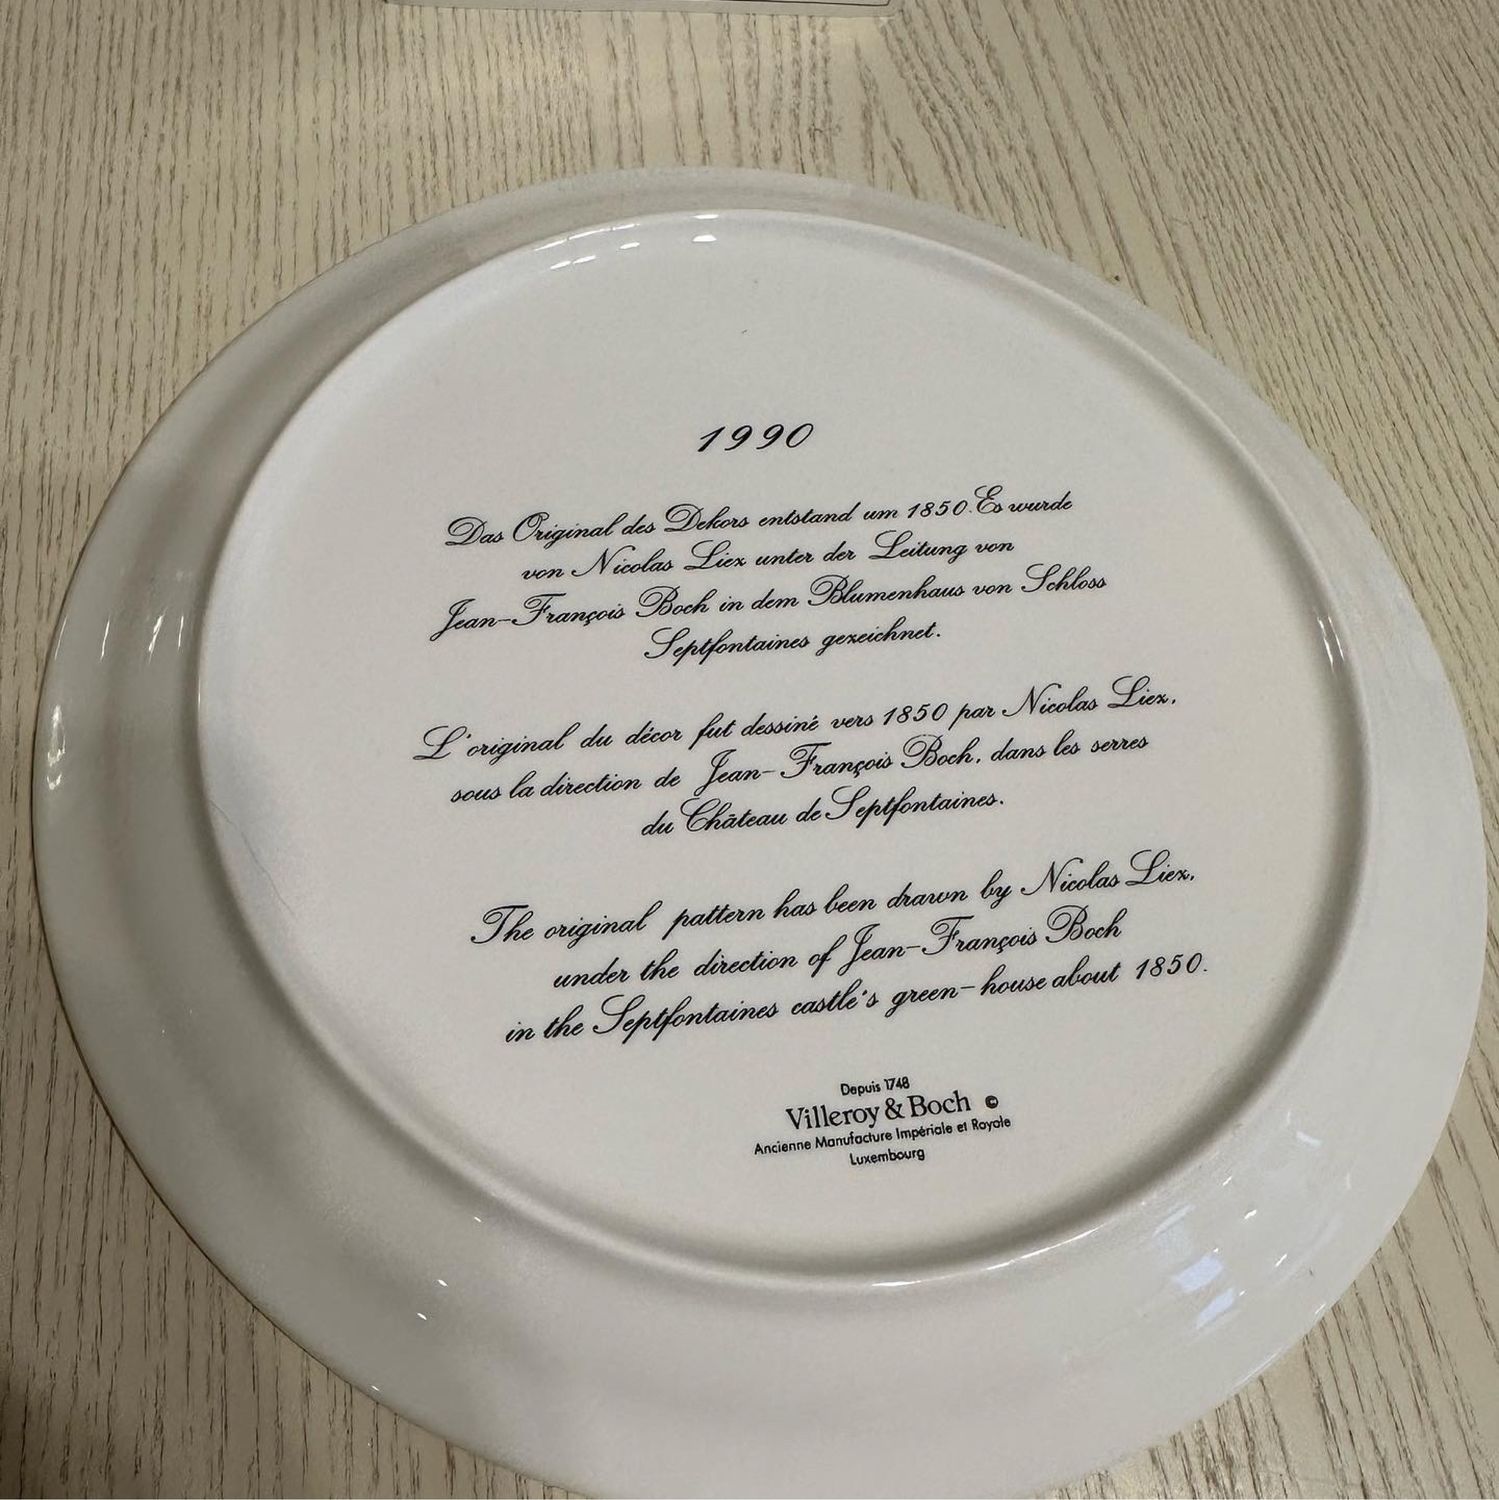 1990
Das Original des Dekors entstand um 1850. Es wurde
von Nicolas Liez unter der Leitung von
Jean-François Boch in dem Blumenhaus von Schloss
Septfontaines gezeichnet.
L'original du décor fut dessiné vers 1850 par Nicolas Liez,
sous la direction de Jean-François Boch, dans les serres
du Château de Septfontaines.
The original pattern has been drawn by Nicolas Liez,
under the direction of Jean-François Boch
in the Septfontaines castle's green-house about 1850.
Depuis 1748
Villeroy & Boch ©
Ancienne Manufacture Impériale et Royale
Luxembourg